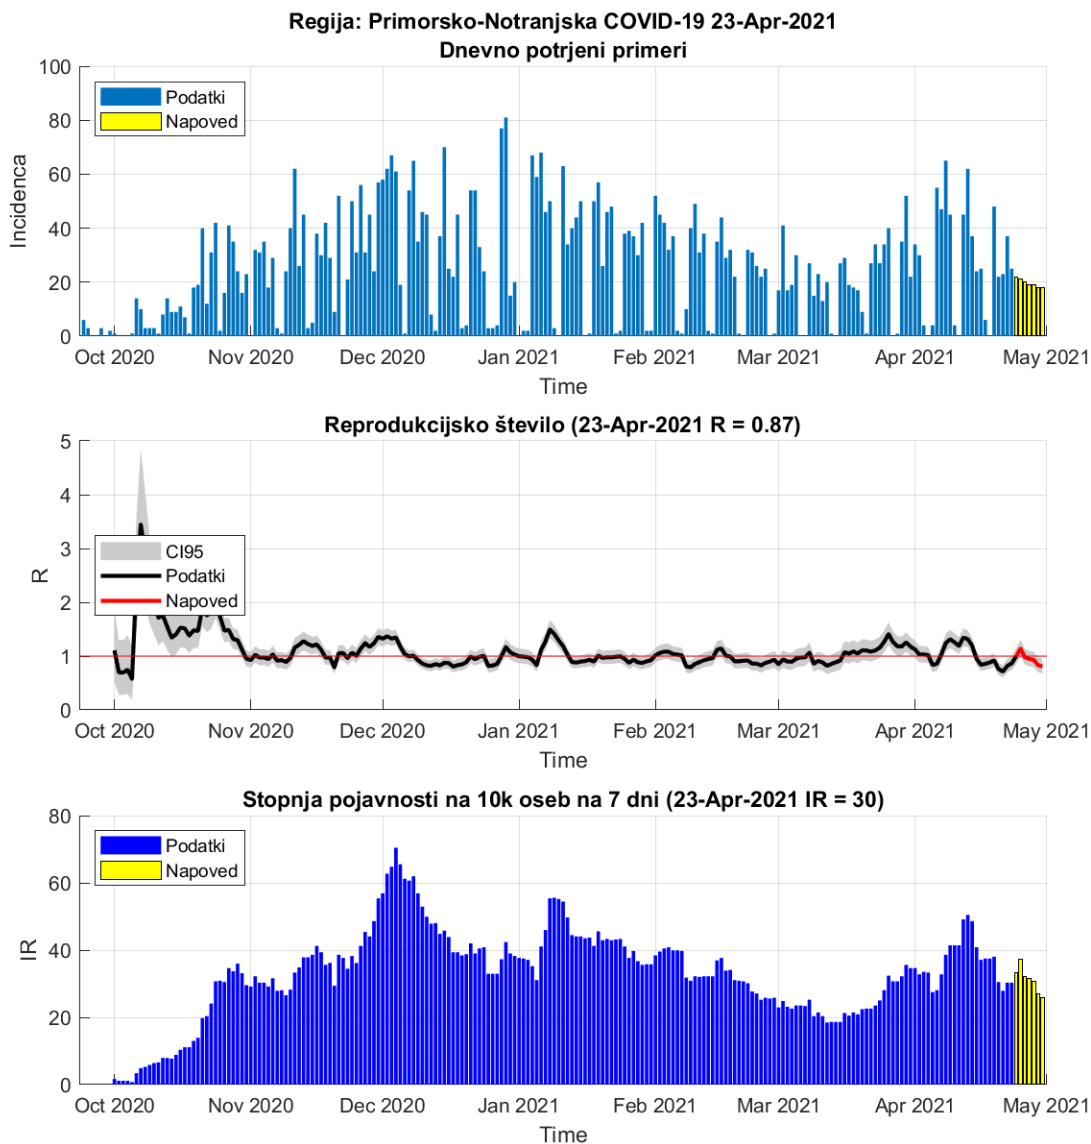 Regija: Primorsko-Notranjska COVID-19 23-Apr-2021
Dnevno potrjeni primeri
100
80
60
40
20
0
Incidenca
Podatki
Napoved
Oct 2020 Nov 2020 Dec 2020 Jan 2021 Feb 2021 Mar 2021 Apr 2021 May 2021
Time
Reprodukcijsko število (23-Apr-2021 R = 0.87)
5
4
3
2
1
0
R
CI95
Podatki
Napoved
Oct 2020 Nov 2020 Dec 2020 Jan 2021 Feb 2021 Mar 2021 Apr 2021 May 2021
Time
Stopnja pojavnosti na 10k oseb na 7 dni (23-Apr-2021 IR = 30)
80
60
40
20
0
IR
Podatki
Napoved
Oct 2020 Nov 2020 Dec 2020 Jan 2021 Feb 2021 Mar 2021 Apr 2021 May 2021
Time